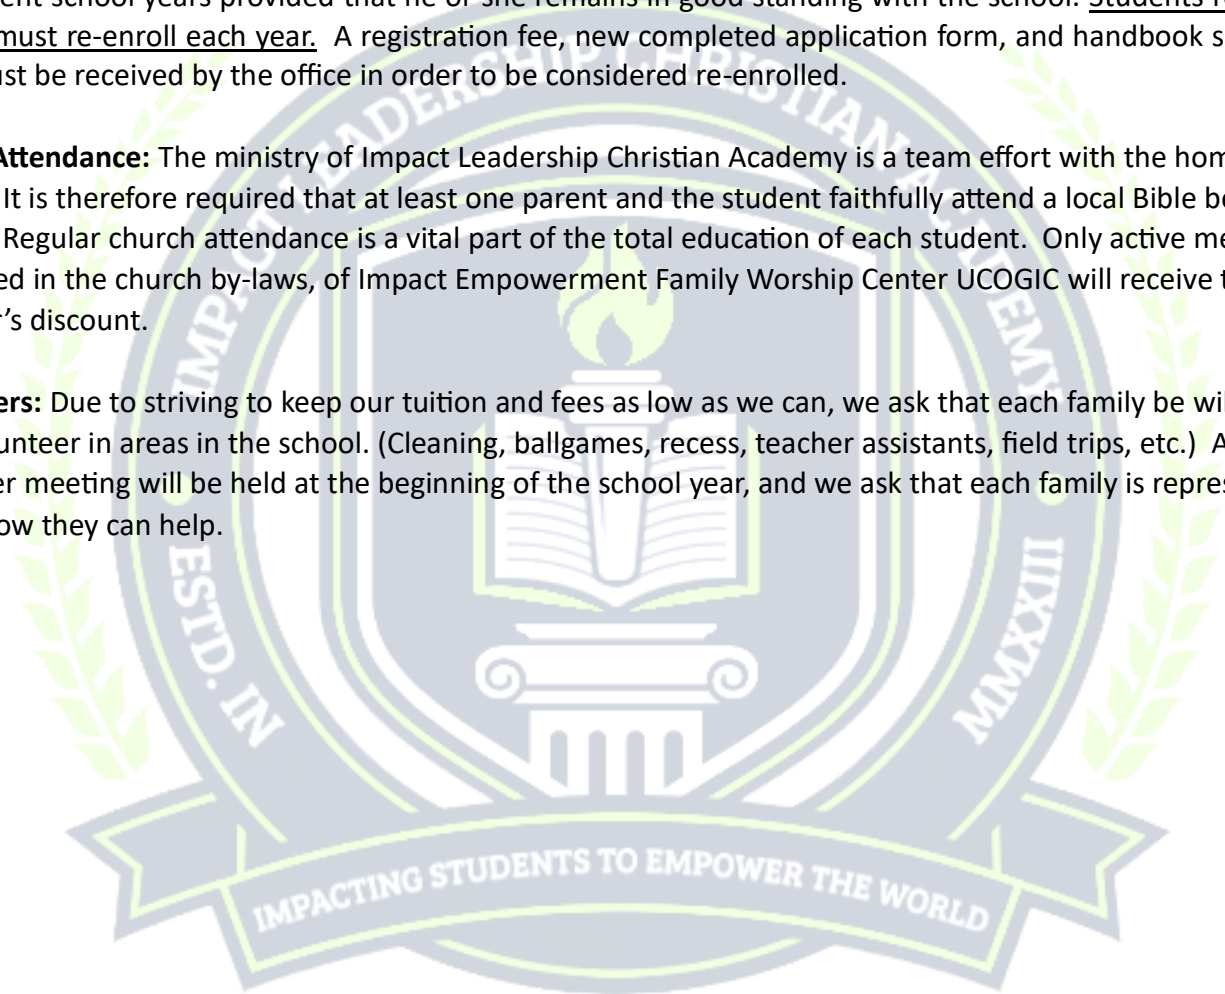 ent school years provided that he or she remains in good standing with the school. Students
must re-enroll each year.  A registration fee, new completed application form, and handbook s
ust be received by the office in order to be considered re-enrolled.
Attendance: The ministry of Impact Leadership Christian Academy is a team effort with the hom
It is therefore required that at least one parent and the student faithfully attend a local Bible be
Regular church attendance is a vital part of the total education of each student.  Only active me
ed in the church by-laws, of Impact Empowerment Family Worship Center UCOGIC will receive t
r’s discount.
ers: Due to striving to keep our tuition and fees as low as we can, we ask that each family be wil
unteer in areas in the school. (Cleaning, ballgames, recess, teacher assistants, field trips, etc.)  A
er meeting will be held at the beginning of the school year, and we ask that each family is repres
ow they can help.
IMPACT LEADERSHIP CHRISTIAN ACADEMY
ESTD. IN
MMXXII
IMPACTING STUDENTS TO EMPOWER THE WORLD